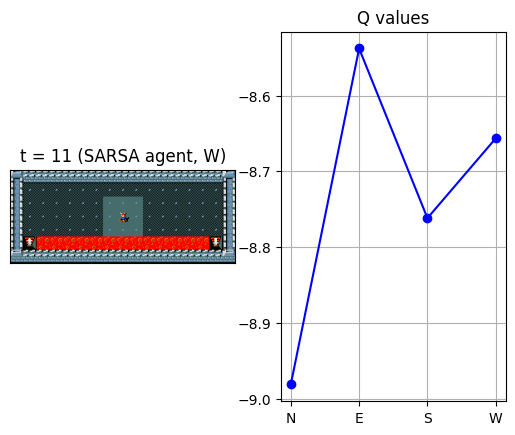 Q values
t = 11 (SARSA agent, W)
−8.6
−8.7
−8.8
−8.9
−9.0
N E S W